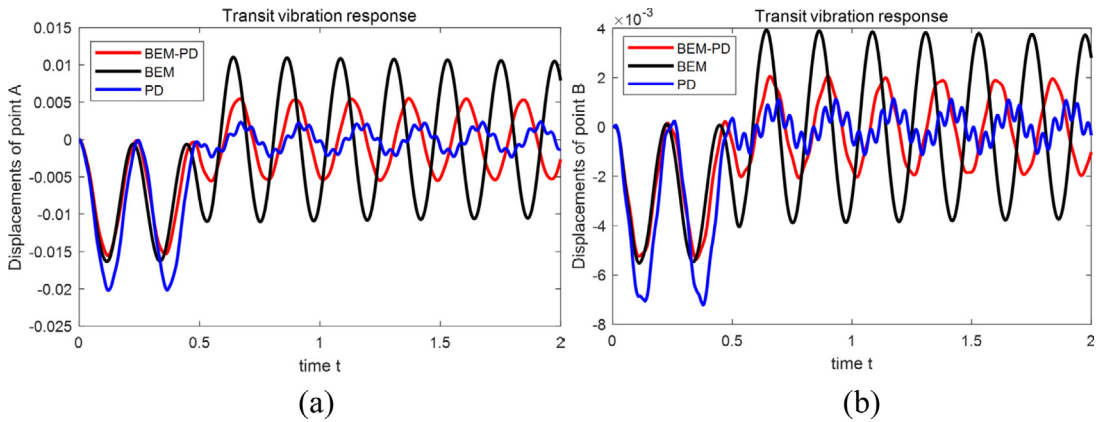 Transit vibration response
0.015
0.01
0.005
0
-0.005
-0.01
-0.015
-0.02
-0.025
Displacements of point A
BEM-PD
BEM
PD
0 0.5 1 1.5 2
time t
(a)
×10⁻³ Transit vibration response
4
2
0
-2
-4
-6
-8
Displacements of point B
BEM-PD
BEM
PD
0 0.5 1 1.5 2
time t
(b)